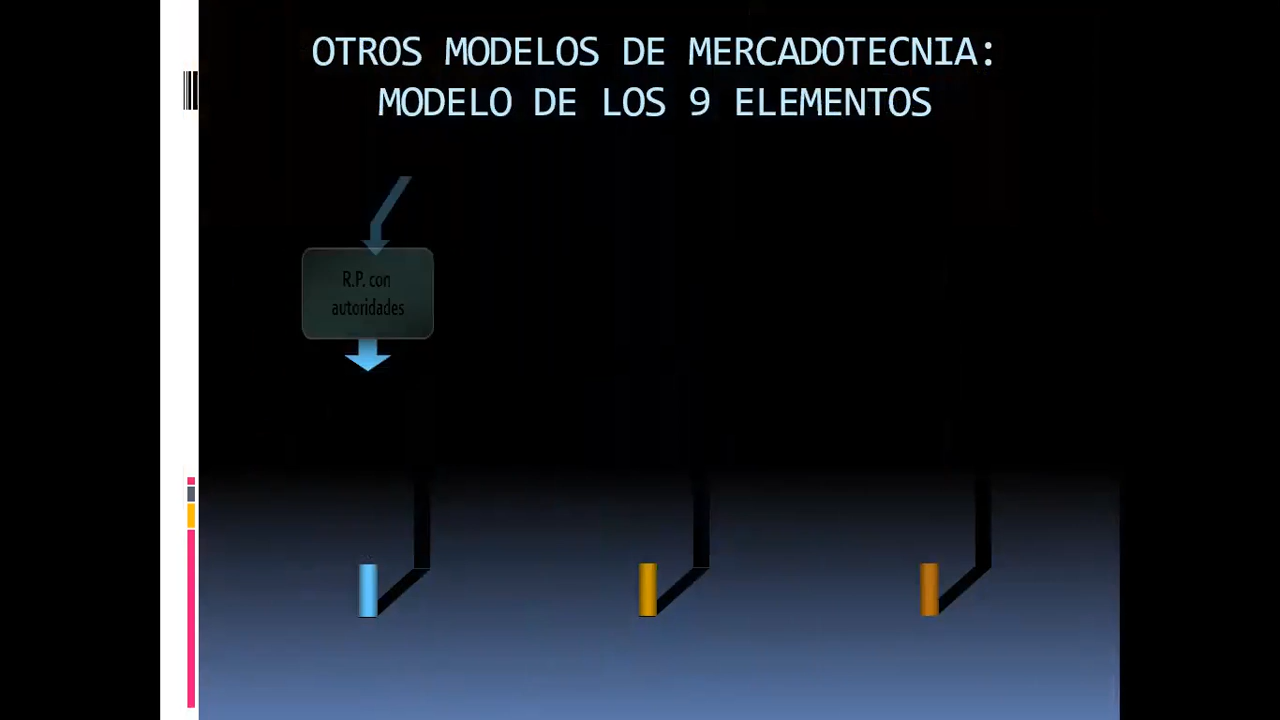 OTROS MODELOS DE MERCADOTECNIA:
MODELO DE LOS 9 ELEMENTOS
R.P. con
autoridades